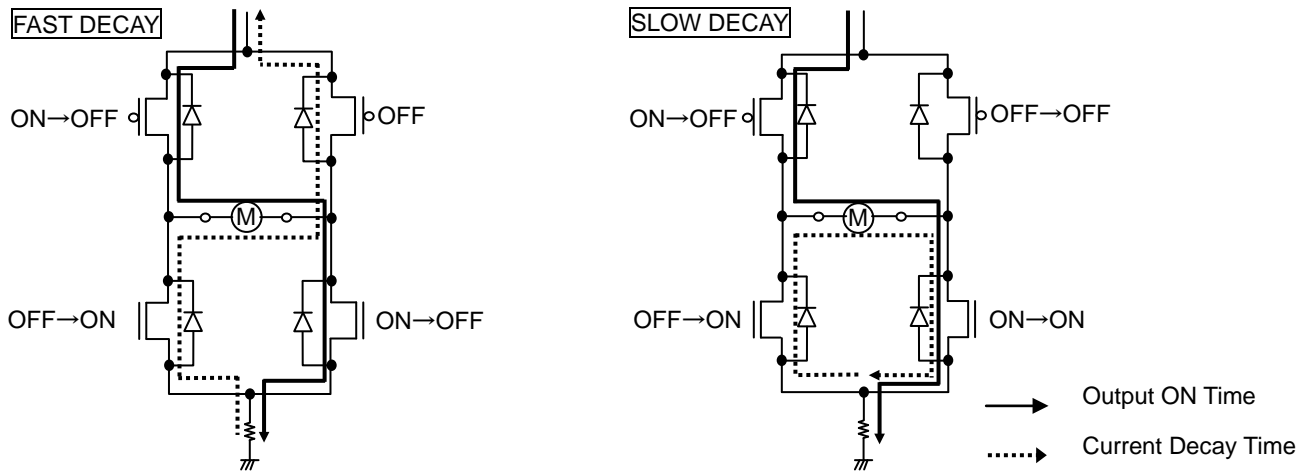 FAST DECAY
ON→OFF
OFF
M
OFF→ON
ON→OFF
SLOW DECAY
ON→OFF
OFF→OFF
M
OFF→ON
ON→ON
Output ON Time
Current Decay Time